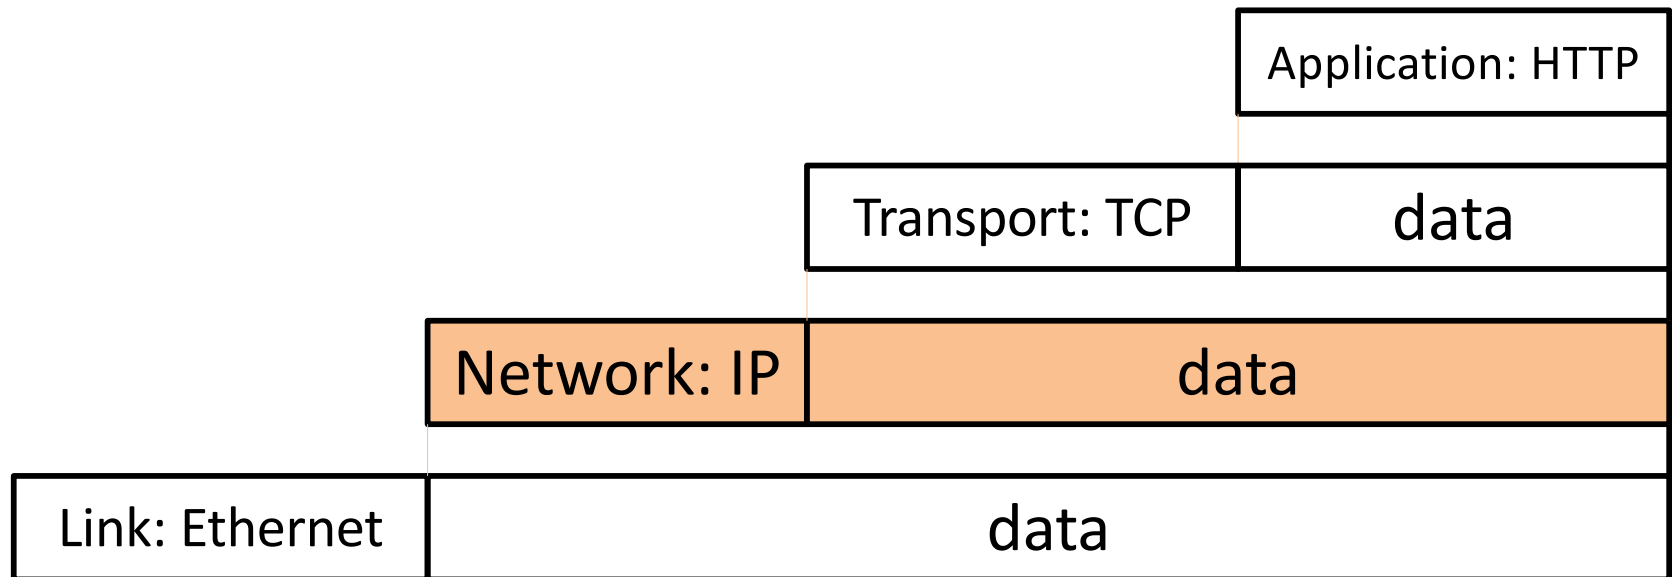 Application: HTTP
Transport: TCP data
Network: IP data
Link: Ethernet data